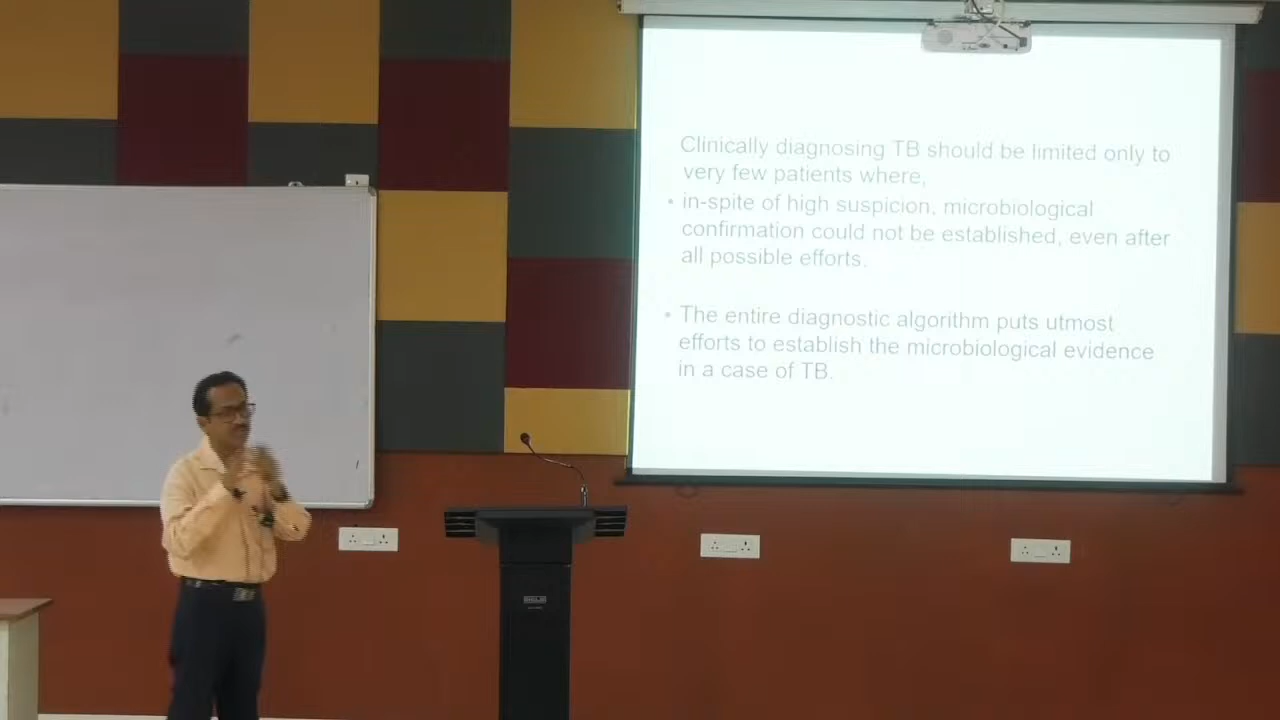 Clinically diagnosing TB should be limited only to
very few patients where,
• in-spite of high suspicion, microbiological
confirmation could not be established, even after
all possible efforts.
• The entire diagnostic algorithm puts utmost
efforts to establish the microbiological evidence
in a case of TB.